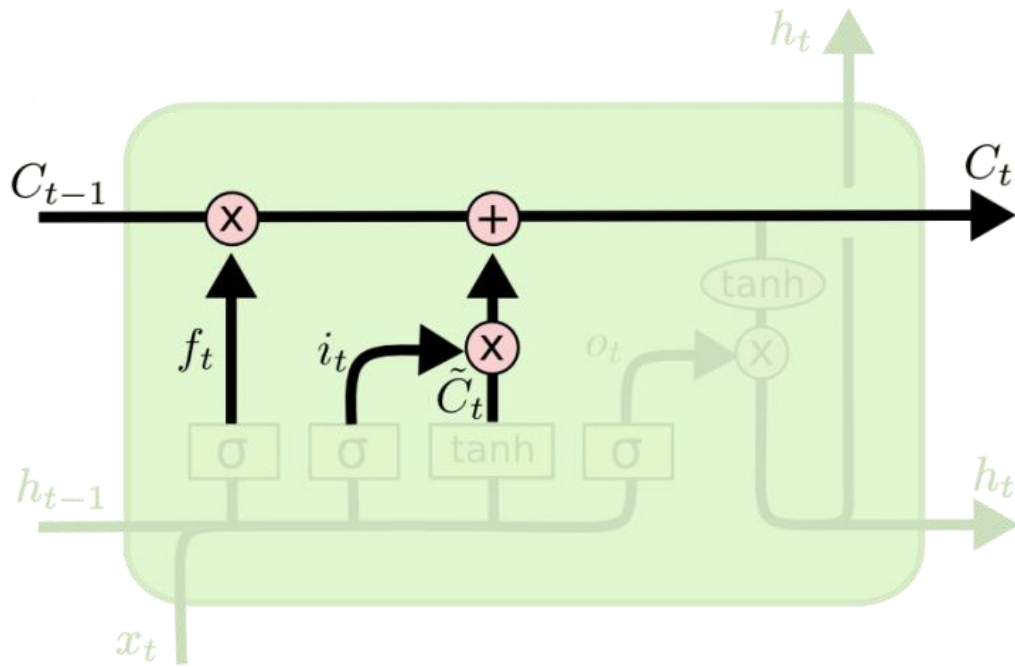 h_t
C_{t-1}
C_t
x
+
tanh
f_t
i_t
x
o_t
x
C̃_t
σ
σ
tanh
σ
h_{t-1}
h_t
x_t